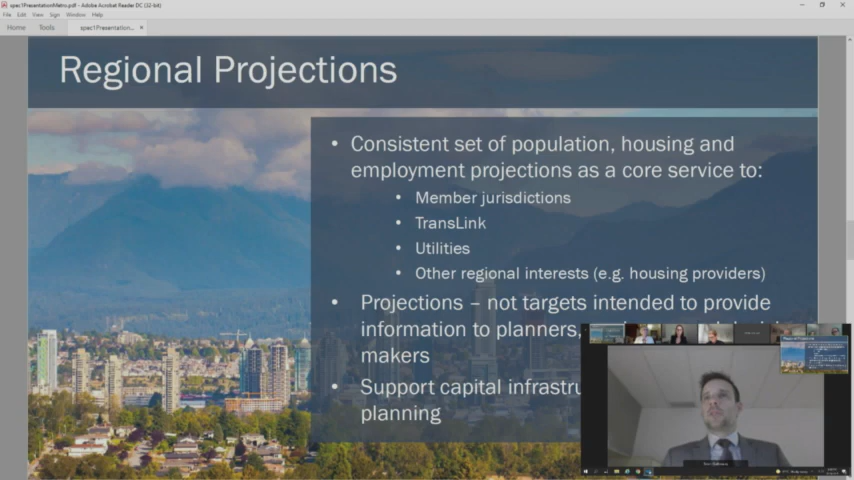 spec1PresentationMetro.pdf - Adobe Acrobat Reader DC (32-bit)
File Edit View Sign Window Help
Home Tools spec1Presentation... ×
Regional Projections
• Consistent set of population, housing and
employment projections as a core service to:
• Member jurisdictions
• TransLink
• Utilities
• Other regional interests (e.g. housing providers)
• Projections – not targets intended to provide
information to planners,
makers
• Support capital infrastru
planning